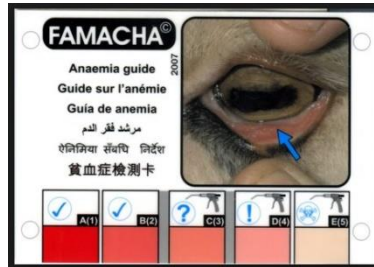 FAMACHA©
2007
Anaemia guide
Guide sur l'anémie
Guía de anemia
مرشد فقر الدم
ऐनिमिया सँबधि निर्देश
貧血症檢測卡
A(1)
B(2)
? C(3)
! D(4)
E(5)